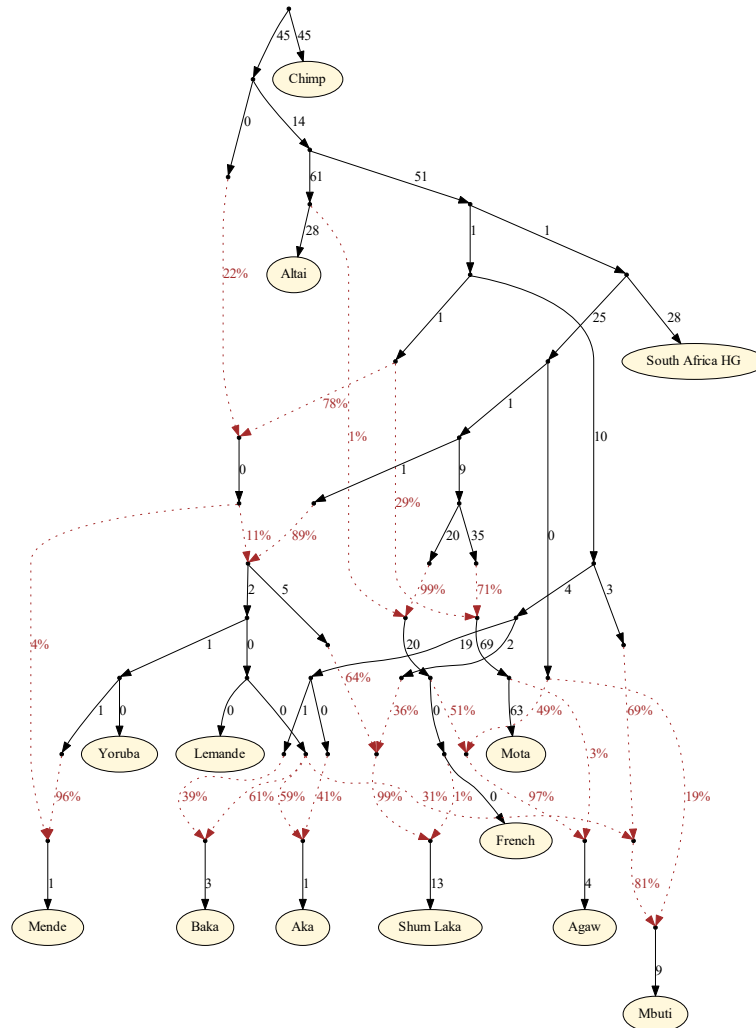 45 45
Chimp
0 14
61 51
28 1 1
Altai
22%
1 25 28
South Africa HG
78% 1
1% 10
0 1 9
29%
11% 89% 20 35 0
2 5 99% 71% 4 3
4% 1 0 20 19 69 2
64%
1 0 0 0 1 0 36% 0 51% 63 49% 69%
Yoruba Lemande Mota
3%
96% 39% 61% 59% 41% 99% 31% 1% 0 97% 19%
French
81%
1 3 1 13 4
Mende Baka Aka Shum Laka Agaw
9
Mbuti